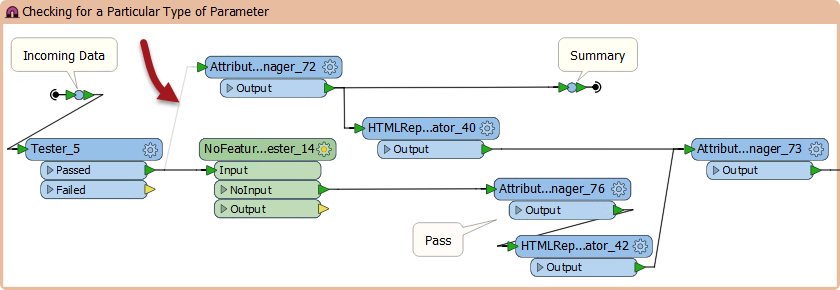 Checking for a Particular Type of Parameter
Incoming Data
Attribut...nager_72
Output
Summary
HTMLRep...ator_40
Output
Tester_5
Passed
Failed
NoFeatur...ester_14
Input
NoInput
Output
Attribut...nager_73
Output
Attribut...nager_76
Output
Pass
HTMLRep...ator_42
Output